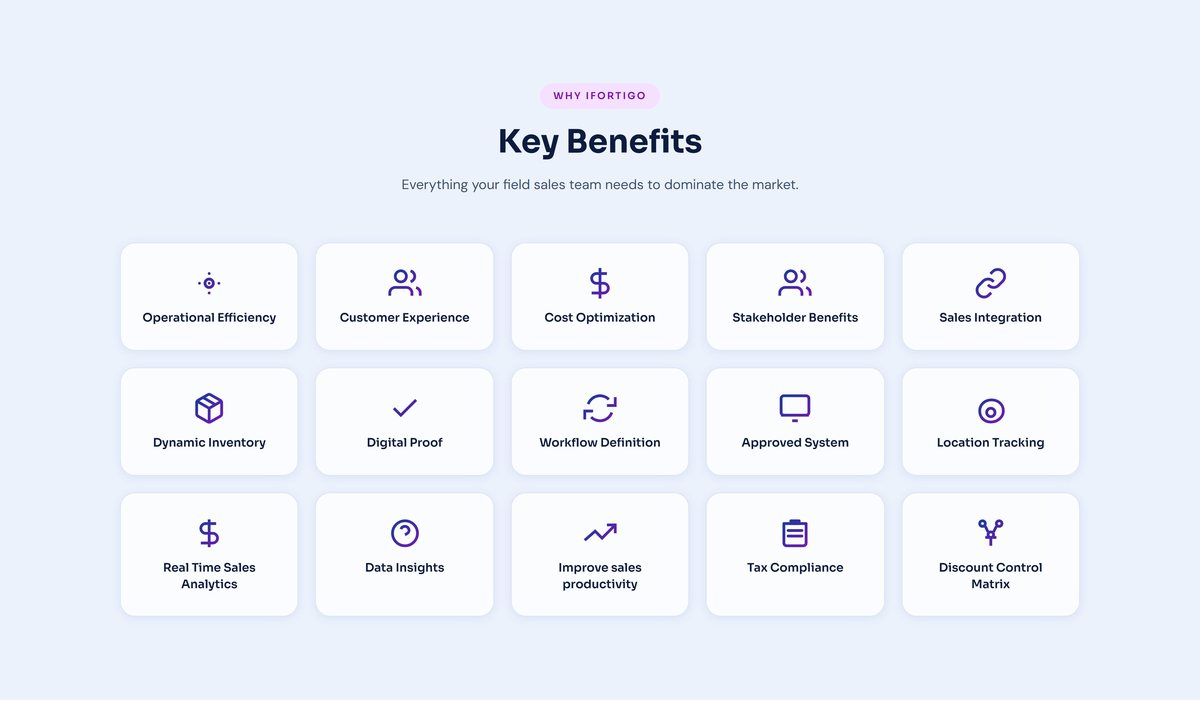 WHY IFORTIGO
Key Benefits
Everything your field sales team needs to dominate the market.
Operational Efficiency
Customer Experience
Cost Optimization
Stakeholder Benefits
Sales Integration
Dynamic Inventory
Digital Proof
Workflow Definition
Approved System
Location Tracking
Real Time Sales
Analytics
Data Insights
Improve sales
productivity
Tax Compliance
Discount Control
Matrix